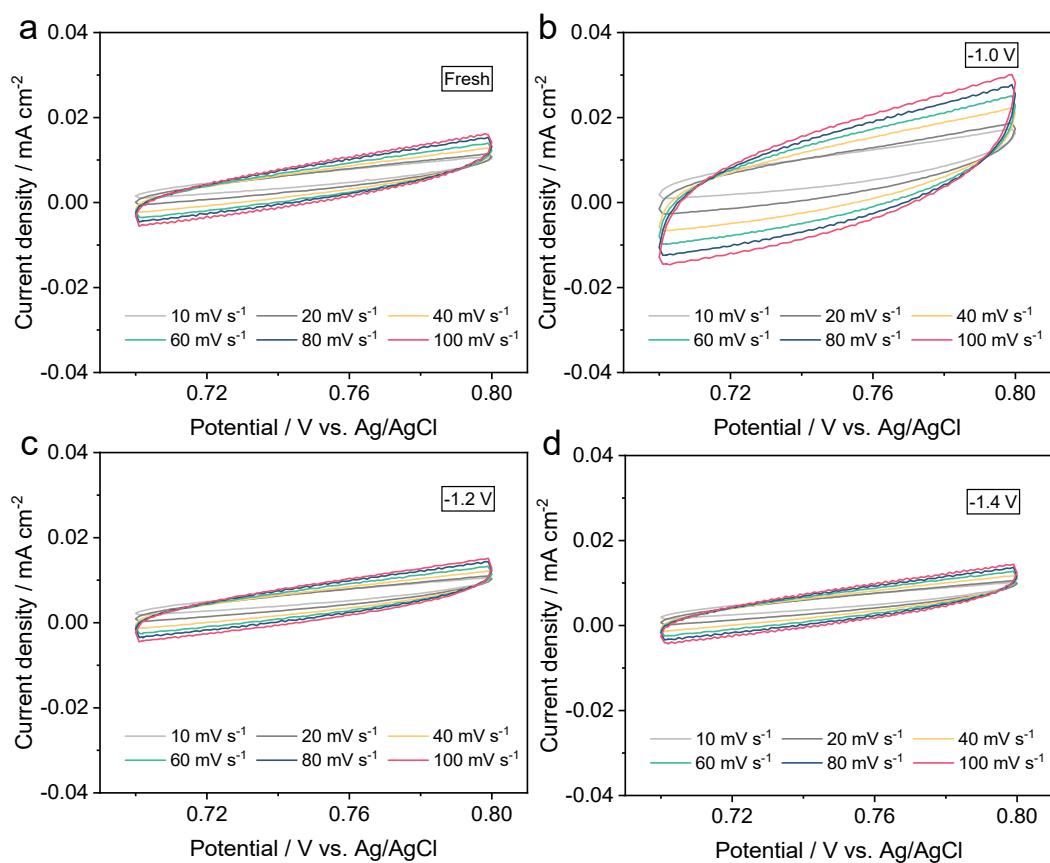 a
0.04
0.02
0.00
-0.02
-0.04
Current density / mA cm-2
Fresh
10 mV s-1 20 mV s-1 40 mV s-1
60 mV s-1 80 mV s-1 100 mV s-1
0.72 0.76 0.80
Potential / V vs. Ag/AgCl
b
0.04
0.02
0.00
-0.02
-0.04
Current density / mA cm-2
-1.0 V
10 mV s-1 20 mV s-1 40 mV s-1
60 mV s-1 80 mV s-1 100 mV s-1
0.72 0.76 0.80
Potential / V vs. Ag/AgCl
c
0.04
0.02
0.00
-0.02
-0.04
Current density / mA cm-2
-1.2 V
10 mV s-1 20 mV s-1 40 mV s-1
60 mV s-1 80 mV s-1 100 mV s-1
0.72 0.76 0.80
Potential / V vs. Ag/AgCl
d
0.04
0.02
0.00
-0.02
-0.04
Current density / mA cm-2
-1.4 V
10 mV s-1 20 mV s-1 40 mV s-1
60 mV s-1 80 mV s-1 100 mV s-1
0.72 0.76 0.80
Potential / V vs. Ag/AgCl